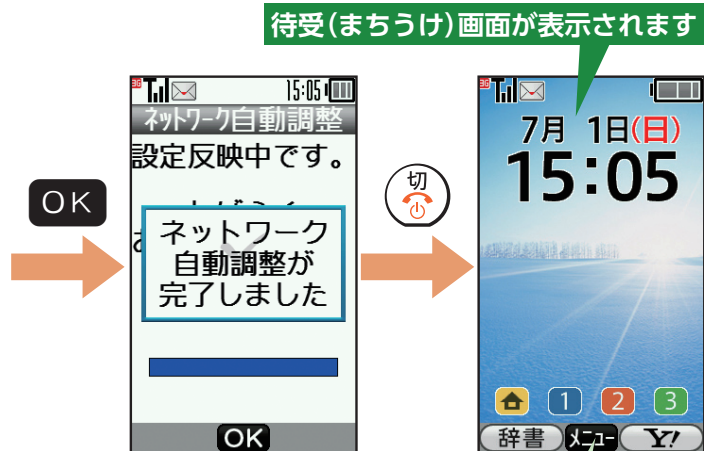 待受(まちうけ)画面が表示されます
OK
3G
15:05
ネットワーク自動調整
設定反映中です。
ネットワーク
自動調整が
完了しました
OK
切
3G
7月 1日(日)
15:05
1 2 3
辞書 メニュー Y!